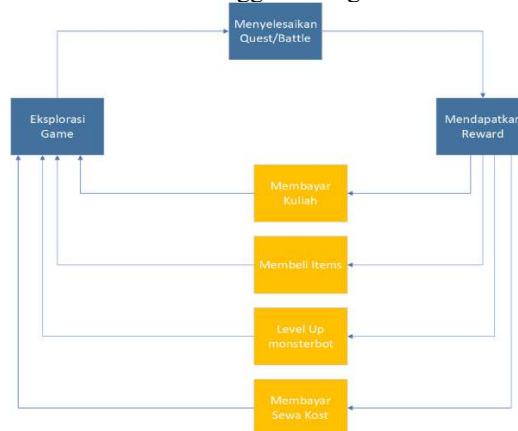 Menyelesaikan
Quest/Battle
Eksplorasi
Game
Mendapatkan
Reward
Membayar
Kuliah
Membeli Items
Level Up
monsterbot
Membayar
Sewa Kost